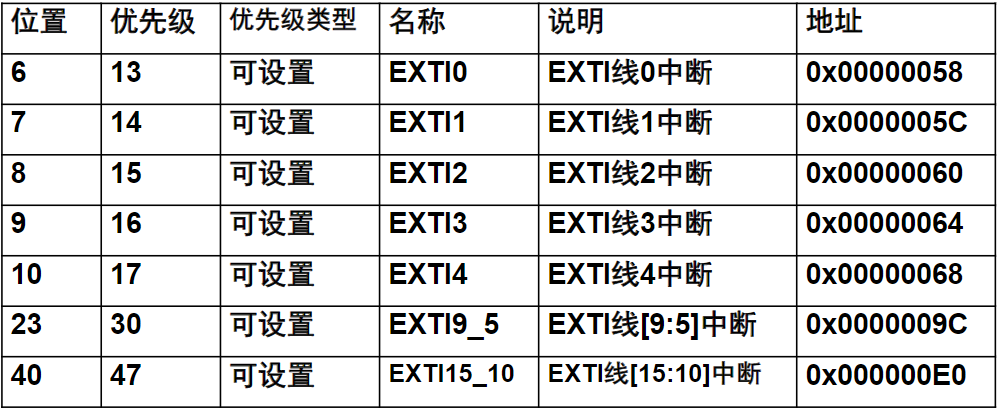 位置 优先级 优先级类型 名称 说明 地址
6 13 可设置 EXTI0 EXTI线0中断 0x00000058
7 14 可设置 EXTI1 EXTI线1中断 0x0000005C
8 15 可设置 EXTI2 EXTI线2中断 0x00000060
9 16 可设置 EXTI3 EXTI线3中断 0x00000064
10 17 可设置 EXTI4 EXTI线4中断 0x00000068
23 30 可设置 EXTI9_5 EXTI线[9:5]中断 0x0000009C
40 47 可设置 EXTI15_10 EXTI线[15:10]中断 0x000000E0